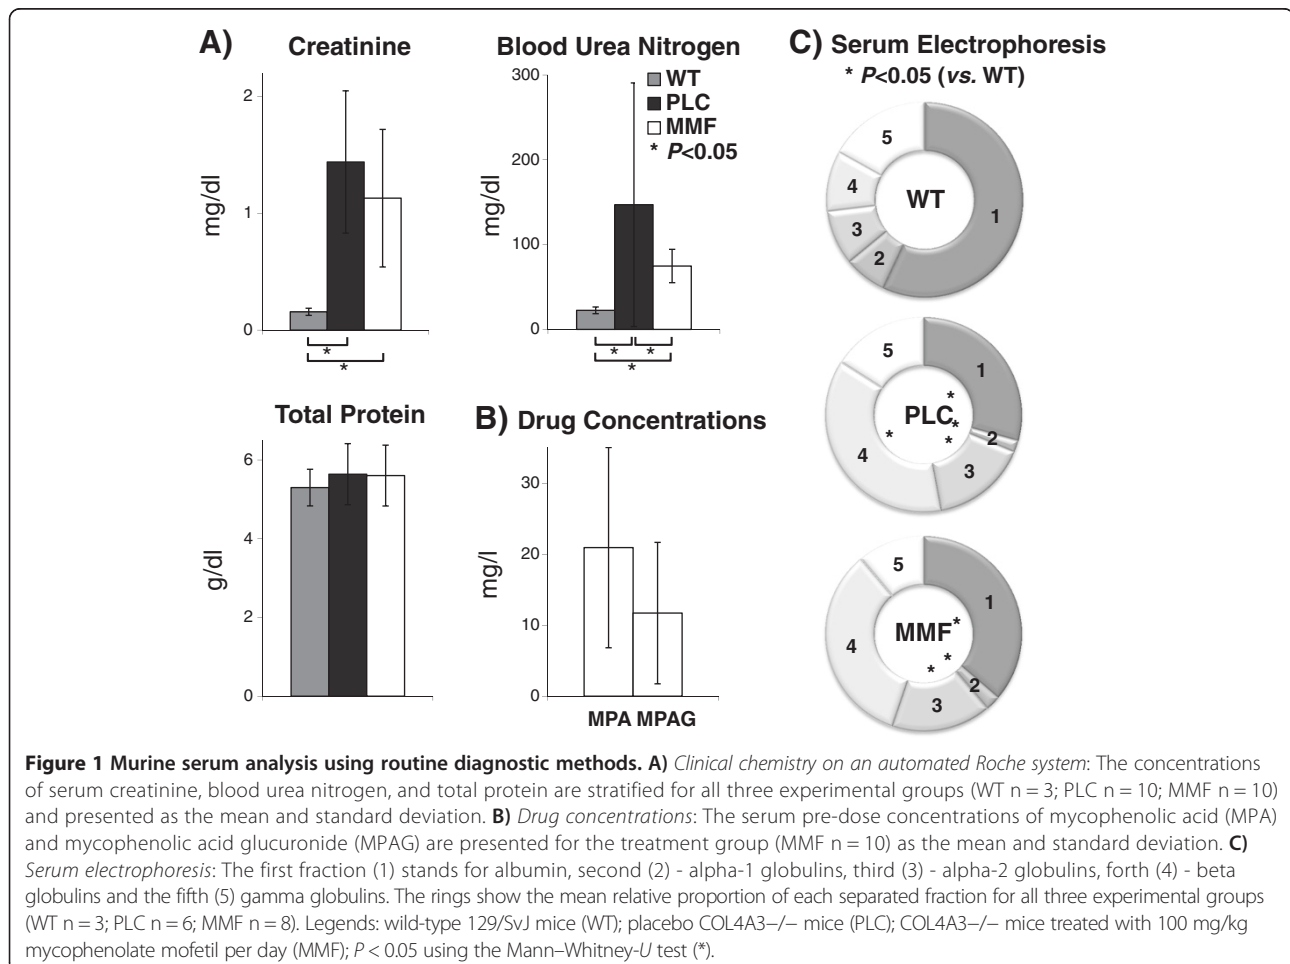 A)
Creatinine
mg/dl
2
1
0
*
*
Blood Urea Nitrogen
mg/dl
300
200
100
0
WT
PLC
MMF
* P<0.05
* *
*
Total Protein
g/dl
6
4
2
0
B) Drug Concentrations
mg/l
30
20
10
0
MPA MPAG
C) Serum Electrophoresis
* P<0.05 (vs. WT)
WT
1
2
3
4
5
PLC
*
*
*
*
1
2
3
4
5
MMF
*
*
*
1
2
3
4
5
Figure 1 Murine serum analysis using routine diagnostic methods. A) Clinical chemistry on an automated Roche system: The concentrations
of serum creatinine, blood urea nitrogen, and total protein are stratified for all three experimental groups (WT n = 3; PLC n = 10; MMF n = 10)
and presented as the mean and standard deviation. B) Drug concentrations: The serum pre-dose concentrations of mycophenolic acid (MPA)
and mycophenolic acid glucuronide (MPAG) are presented for the treatment group (MMF n = 10) as the mean and standard deviation. C)
Serum electrophoresis: The first fraction (1) stands for albumin, second (2) - alpha-1 globulins, third (3) - alpha-2 globulins, forth (4) - beta
globulins and the fifth (5) gamma globulins. The rings show the mean relative proportion of each separated fraction for all three experimental groups
(WT n = 3; PLC n = 6; MMF n = 8). Legends: wild-type 129/SvJ mice (WT); placebo COL4A3−/− mice (PLC); COL4A3−/− mice treated with 100 mg/kg
mycophenolate mofetil per day (MMF); P < 0.05 using the Mann–Whitney-U test (*).